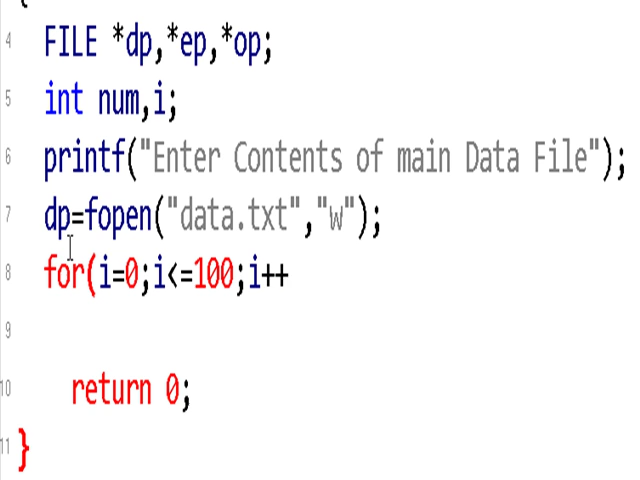 {
4 FILE *dp,*ep,*op;
5 int num,i;
6 printf("Enter Contents of main Data File");
7 dp=fopen("data.txt","w");
8 for(i=0;i<=100;i++
9
10 return 0;
11 }